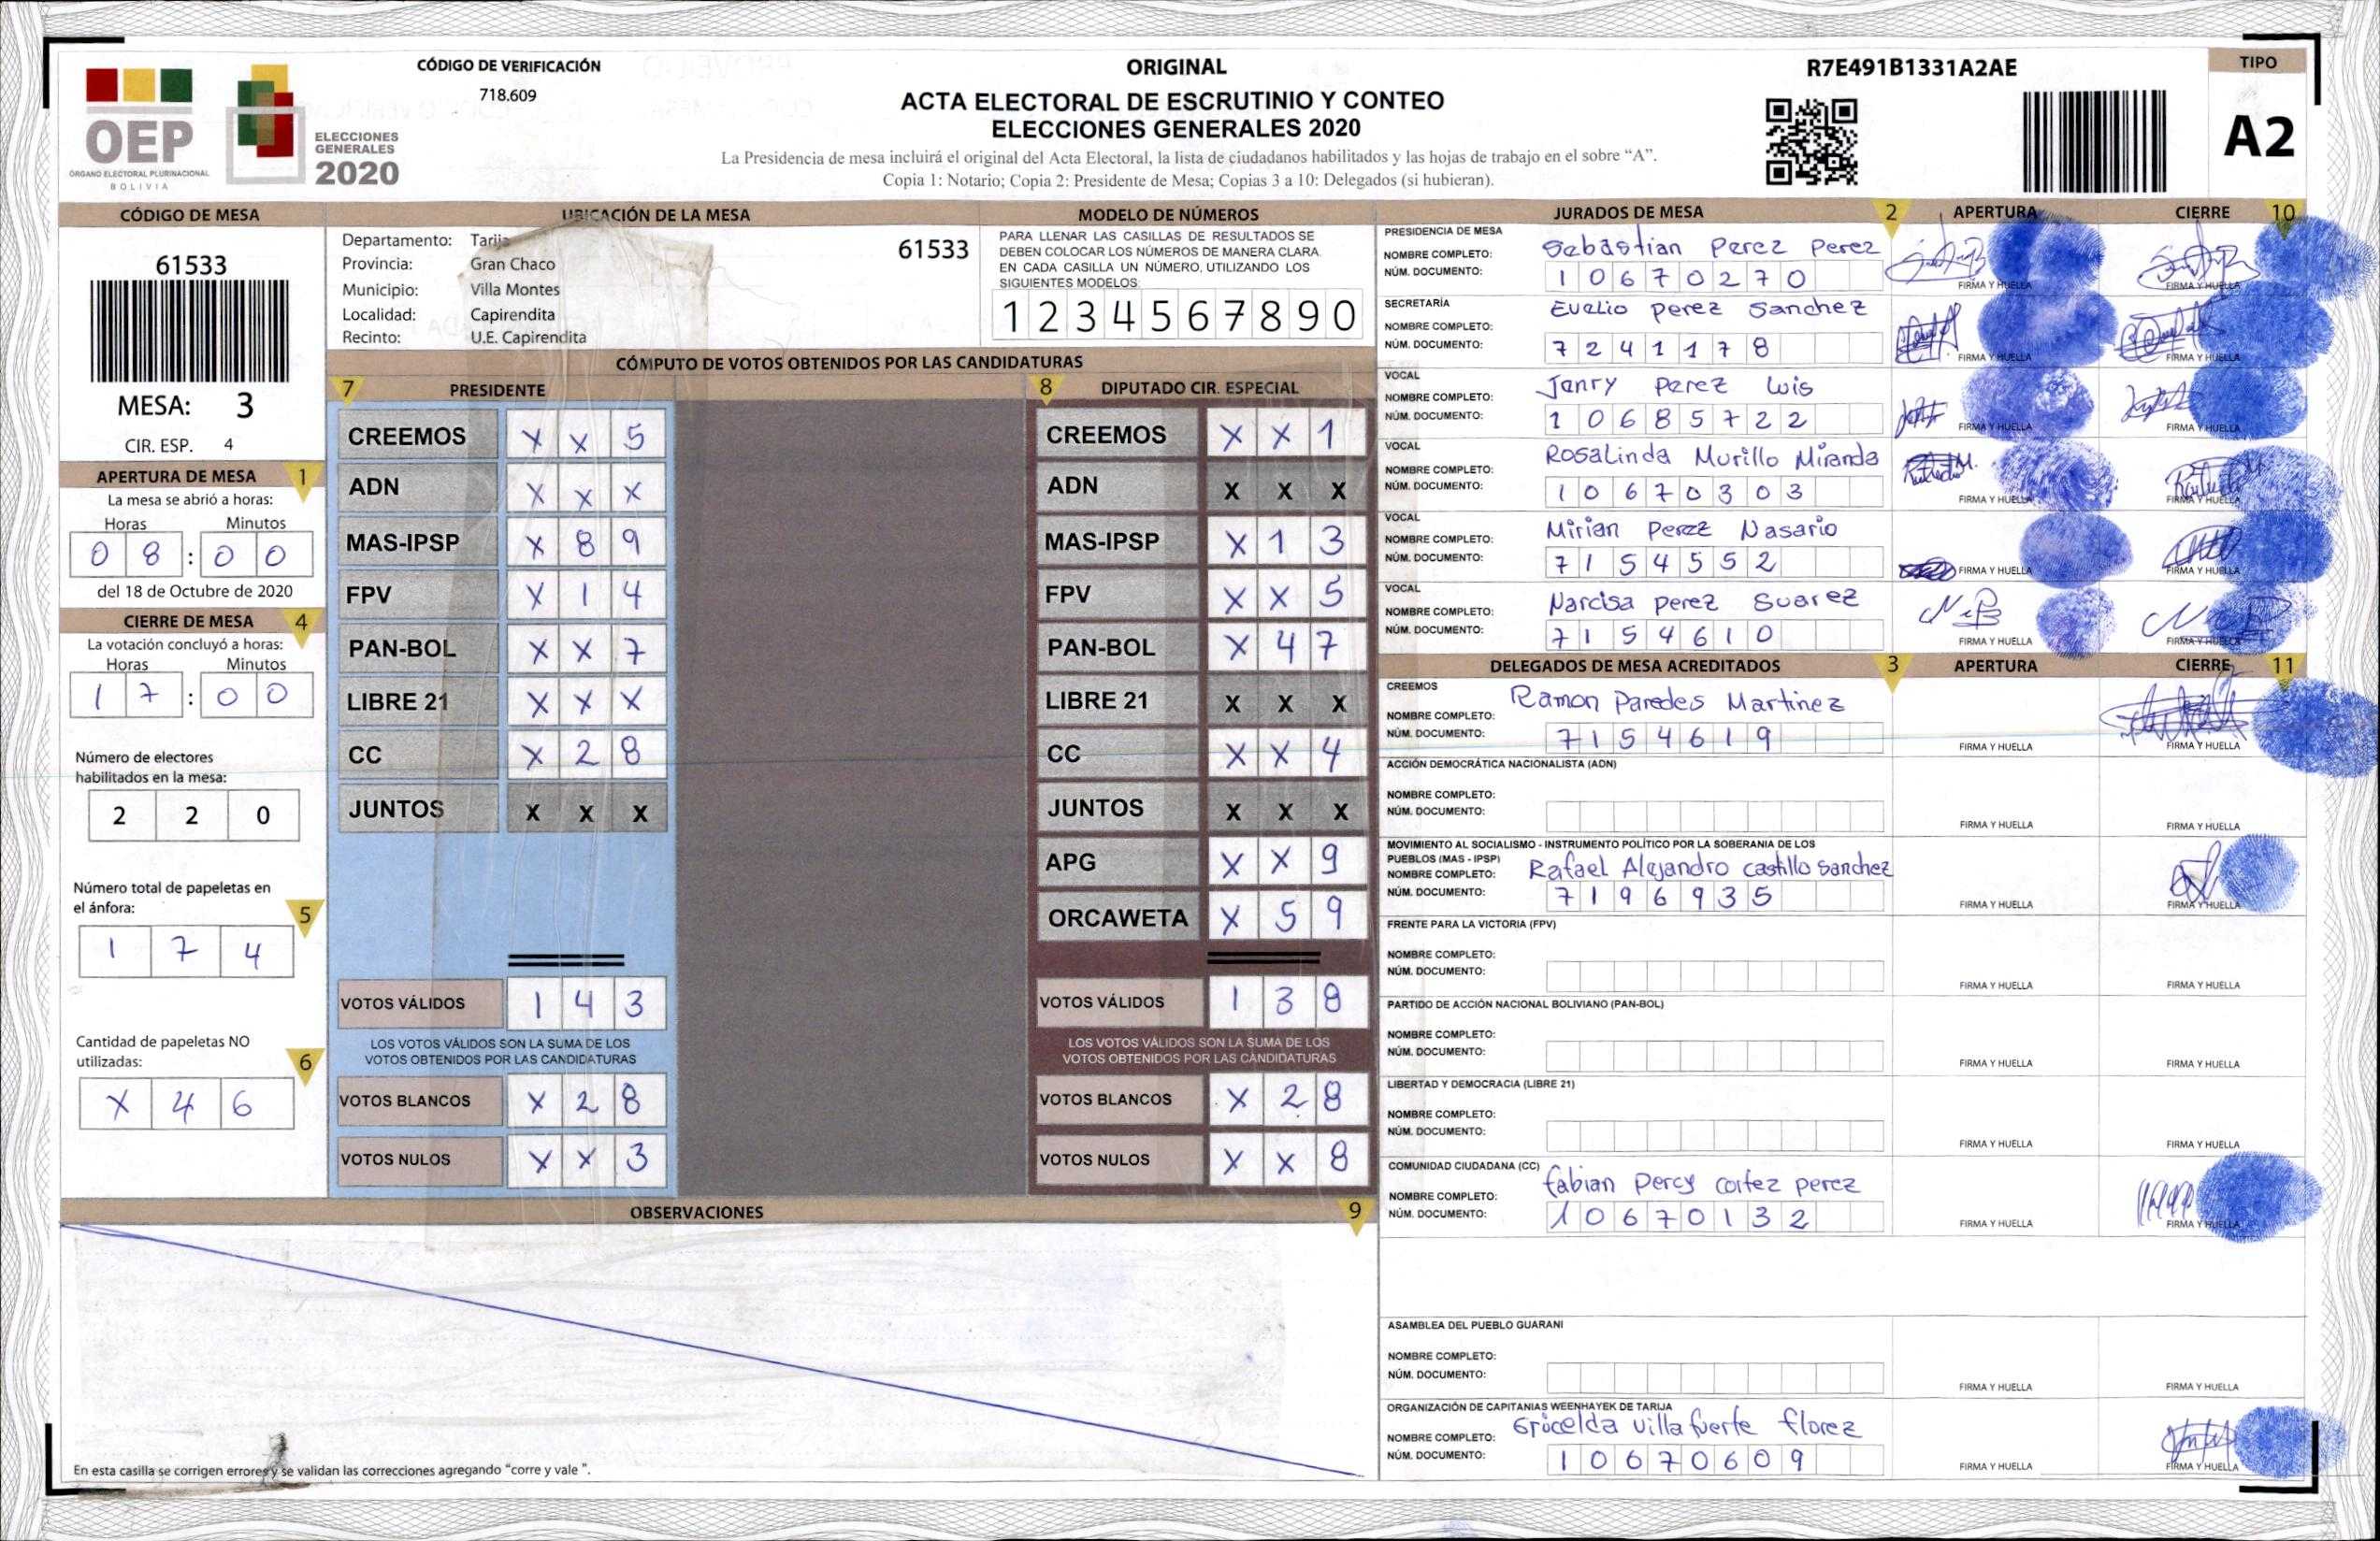 CÓDIGO DE VERIFICACIÓN
718.609
OEP
ÓRGANO ELECTORAL PLURINACIONAL
BOLIVIA
ELECCIONES
GENERALES
2020
ORIGINAL
ACTA ELECTORAL DE ESCRUTINIO Y CONTEO
ELECCIONES GENERALES 2020
La Presidencia de mesa incluirá el original del Acta Electoral, la lista de ciudadanos habilitados y las hojas de trabajo en el sobre “A”.
Copia 1: Notario; Copia 2: Presidente de Mesa; Copias 3 a 10: Delegados (si hubieran).
R7E491B1331A2AE
TIPO
A2
CÓDIGO DE MESA
61533
MESA: 3
CIR. ESP. 4
APERTURA DE MESA 1
La mesa se abrió a horas:
Horas Minutos
0 8 : 0 0
del 18 de Octubre de 2020
CIERRE DE MESA 4
La votación concluyó a horas:
Horas Minutos
1 7 : 0 0
Número de electores
habilitados en la mesa:
2 2 0
Número total de papeletas en
el ánfora: 5
1 7 4
Cantidad de papeletas NO
utilizadas: 6
X 4 6
UBICACIÓN DE LA MESA
Departamento: Tarija 61533
Provincia: Gran Chaco
Municipio: Villa Montes
Localidad: Capirendita
Recinto: U.E. Capirendita
MODELO DE NÚMEROS
PARA LLENAR LAS CASILLAS DE RESULTADOS SE
DEBEN COLOCAR LOS NÚMEROS DE MANERA CLARA.
EN CADA CASILLA UN NÚMERO, UTILIZANDO LOS
SIGUIENTES MODELOS:
1 2 3 4 5 6 7 8 9 0
CÓMPUTO DE VOTOS OBTENIDOS POR LAS CANDIDATURAS
7 PRESIDENTE
CREEMOS X X 5
ADN X X X
MAS-IPSP X 8 9
FPV X 1 4
PAN-BOL X X 7
LIBRE 21 X X X
CC X 2 8
JUNTOS X X X
VOTOS VÁLIDOS 1 4 3
LOS VOTOS VÁLIDOS SON LA SUMA DE LOS
VOTOS OBTENIDOS POR LAS CANDIDATURAS
VOTOS BLANCOS X 2 8
VOTOS NULOS X X 3
8 DIPUTADO CIR. ESPECIAL
CREEMOS X X 1
ADN X X X
MAS-IPSP X 1 3
FPV X X 5
PAN-BOL X 4 7
LIBRE 21 X X X
CC X X 4
JUNTOS X X X
APG X X 9
ORCAWETA X 5 9
VOTOS VÁLIDOS 1 3 8
LOS VOTOS VÁLIDOS SON LA SUMA DE LOS
VOTOS OBTENIDOS POR LAS CANDIDATURAS
VOTOS BLANCOS X 2 8
VOTOS NULOS X X 8
OBSERVACIONES 9
En esta casilla se corrigen errores y se validan las correcciones agregando “corre y vale ”.
JURADOS DE MESA 2 APERTURA CIERRE 10
PRESIDENCIA DE MESA
NOMBRE COMPLETO: Sebastian Perez Perez
NÚM. DOCUMENTO: 1 0 6 7 0 2 7 0
FIRMA Y HUELLA FIRMA Y HUELLA
SECRETARÍA
NOMBRE COMPLETO: Evelio perez Sanchez
NÚM. DOCUMENTO: 7 2 4 1 1 7 8
FIRMA Y HUELLA FIRMA Y HUELLA
VOCAL
NOMBRE COMPLETO: Janry perez Luis
NÚM. DOCUMENTO: 1 0 6 8 5 7 2 2
FIRMA Y HUELLA FIRMA Y HUELLA
VOCAL
NOMBRE COMPLETO: Rosalinda Murillo Miranda
NÚM. DOCUMENTO: 1 0 6 7 0 3 0 3
FIRMA Y HUELLA FIRMA Y HUELLA
VOCAL
NOMBRE COMPLETO: Mirian perez Nasario
NÚM. DOCUMENTO: 7 1 5 4 5 5 2
FIRMA Y HUELLA FIRMA Y HUELLA
VOCAL
NOMBRE COMPLETO: Narcisa perez Suarez
NÚM. DOCUMENTO: 7 1 5 4 6 1 0
FIRMA Y HUELLA FIRMA Y HUELLA
DELEGADOS DE MESA ACREDITADOS 3 APERTURA CIERRE 11
CREEMOS
NOMBRE COMPLETO: Ramon Paredes Martinez
NÚM. DOCUMENTO: 7 1 5 4 6 1 9
FIRMA Y HUELLA FIRMA Y HUELLA
ACCIÓN DEMOCRÁTICA NACIONALISTA (ADN)
NOMBRE COMPLETO:
NÚM. DOCUMENTO:
FIRMA Y HUELLA FIRMA Y HUELLA
MOVIMIENTO AL SOCIALISMO - INSTRUMENTO POLÍTICO POR LA SOBERANIA DE LOS
PUEBLOS (MAS - IPSP)
NOMBRE COMPLETO: Rafael Alejandro castillo Sanchez
NÚM. DOCUMENTO: 7 1 9 6 9 3 5
FIRMA Y HUELLA FIRMA Y HUELLA
FRENTE PARA LA VICTORIA (FPV)
NOMBRE COMPLETO:
NÚM. DOCUMENTO:
FIRMA Y HUELLA FIRMA Y HUELLA
PARTIDO DE ACCIÓN NACIONAL BOLIVIANO (PAN-BOL)
NOMBRE COMPLETO:
NÚM. DOCUMENTO:
FIRMA Y HUELLA FIRMA Y HUELLA
LIBERTAD Y DEMOCRACIA (LIBRE 21)
NOMBRE COMPLETO:
NÚM. DOCUMENTO:
FIRMA Y HUELLA FIRMA Y HUELLA
COMUNIDAD CIUDADANA (CC)
NOMBRE COMPLETO: fabian percy cortez perez
NÚM. DOCUMENTO: 1 0 6 7 0 1 3 2
FIRMA Y HUELLA FIRMA Y HUELLA
ASAMBLEA DEL PUEBLO GUARANI
NOMBRE COMPLETO:
NÚM. DOCUMENTO:
FIRMA Y HUELLA FIRMA Y HUELLA
ORGANIZACIÓN DE CAPITANIAS WEENHAYEK DE TARIJA
NOMBRE COMPLETO: Gricelda villa fuerte florez
NÚM. DOCUMENTO: 1 0 6 7 0 6 0 9
FIRMA Y HUELLA FIRMA Y HUELLA